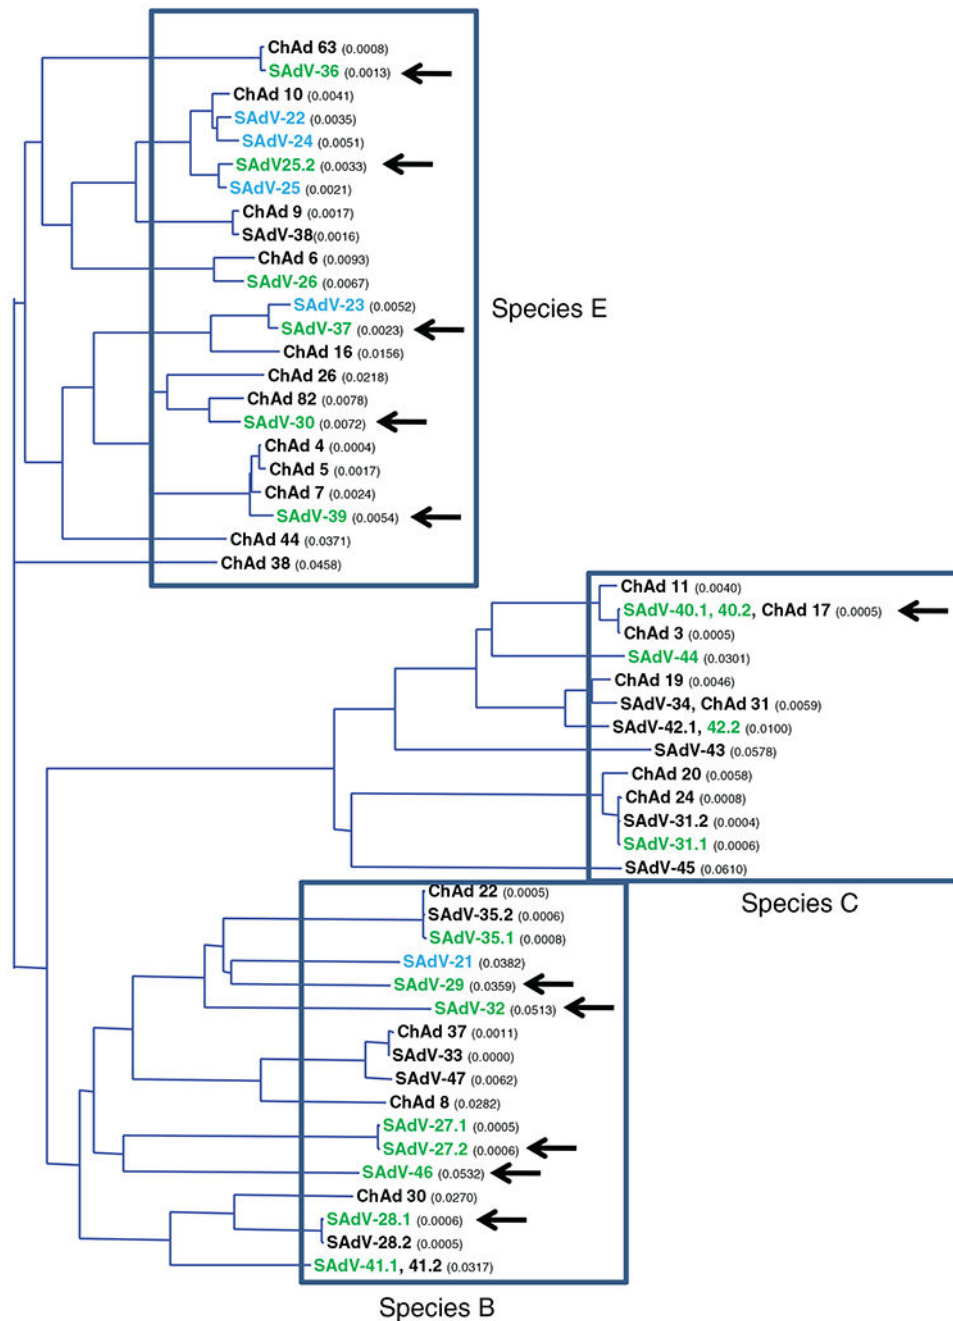 ChAd 63 (0.0008)
SAdV-36 (0.0013)
ChAd 10 (0.0041)
SAdV-22 (0.0035)
SAdV-24 (0.0051)
SAdV25.2 (0.0033)
SAdV-25 (0.0021)
ChAd 9 (0.0017)
SAdV-38(0.0016)
ChAd 6 (0.0093)
SAdV-26 (0.0067)
SAdV-23 (0.0052)
Species E
SAdV-37 (0.0023)
ChAd 16 (0.0156)
ChAd 26 (0.0218)
ChAd 82 (0.0078)
SAdV-30 (0.0072)
ChAd 4 (0.0004)
ChAd 5 (0.0017)
ChAd 7 (0.0024)
SAdV-39 (0.0054)
ChAd 44 (0.0371)
ChAd 38 (0.0458)
ChAd 11 (0.0040)
SAdV-40.1, 40.2, ChAd 17 (0.0005)
ChAd 3 (0.0005)
SAdV-44 (0.0301)
ChAd 19 (0.0046)
SAdV-34, ChAd 31 (0.0059)
SAdV-42.1, 42.2 (0.0100)
SAdV-43 (0.0578)
ChAd 20 (0.0058)
ChAd 24 (0.0008)
SAdV-31.2 (0.0004)
SAdV-31.1 (0.0006)
SAdV-45 (0.0610)
Species C
ChAd 22 (0.0005)
SAdV-35.2 (0.0006)
SAdV-35.1 (0.0008)
SAdV-21 (0.0382)
SAdV-29 (0.0359)
SAdV-32 (0.0513)
ChAd 37 (0.0011)
SAdV-33 (0.0000)
SAdV-47 (0.0062)
ChAd 8 (0.0282)
SAdV-27.1 (0.0005)
SAdV-27.2 (0.0006)
SAdV-46 (0.0532)
ChAd 30 (0.0270)
SAdV-28.1 (0.0006)
SAdV-28.2 (0.0005)
SAdV-41.1, 41.2 (0.0317)
Species B